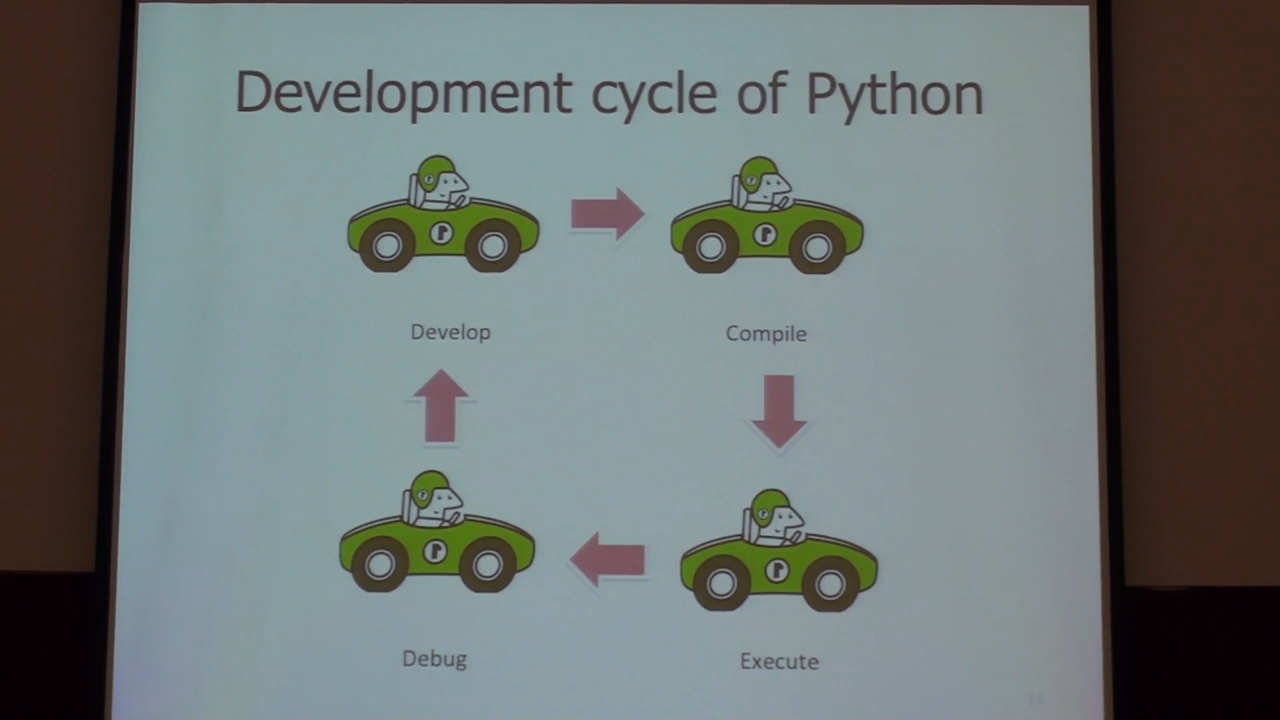 Development cycle of Python
Develop
Compile
Debug
Execute